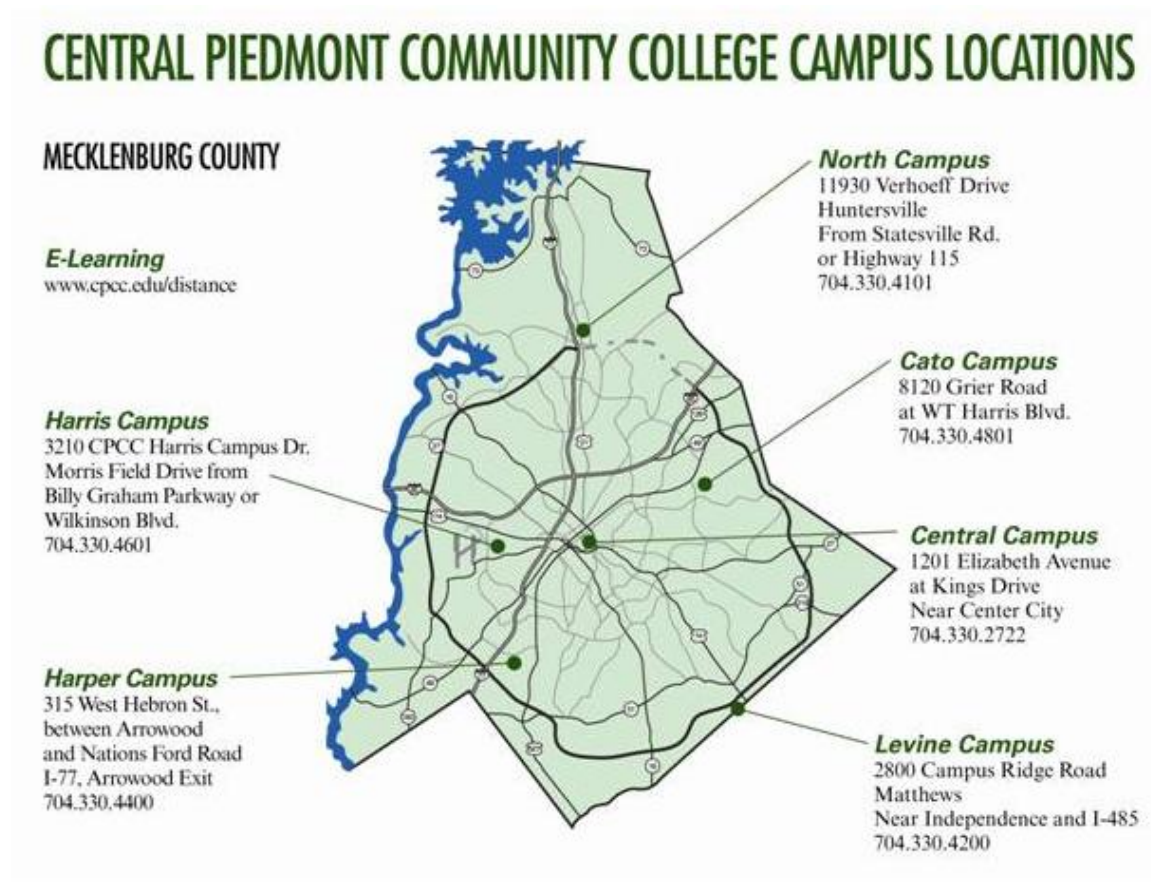 CENTRAL PIEDMONT COMMUNITY COLLEGE CAMPUS LOCATIONS
MECKLENBURG COUNTY
E-Learning
www.cpcc.edu/distance
North Campus
11930 Verhoeff Drive
Huntersville
From Statesville Rd.
or Highway 115
704.330.4101
Cato Campus
8120 Grier Road
at WT Harris Blvd.
704.330.4801
Harris Campus
3210 CPCC Harris Campus Dr.
Morris Field Drive from
Billy Graham Parkway or
Wilkinson Blvd.
704.330.4601
Central Campus
1201 Elizabeth Avenue
at Kings Drive
Near Center City
704.330.2722
Harper Campus
315 West Hebron St.,
between Arrowood
and Nations Ford Road
I-77, Arrowood Exit
704.330.4400
Levine Campus
2800 Campus Ridge Road
Matthews
Near Independence and I-485
704.330.4200